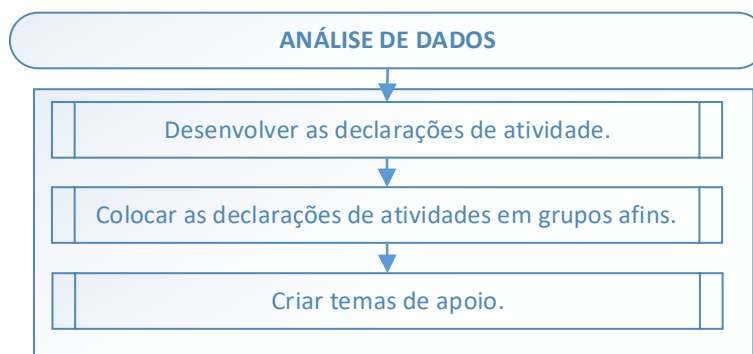 ANÁLISE DE DADOS
Desenvolver as declarações de atividade.
Colocar as declarações de atividades em grupos afins.
Criar temas de apoio.